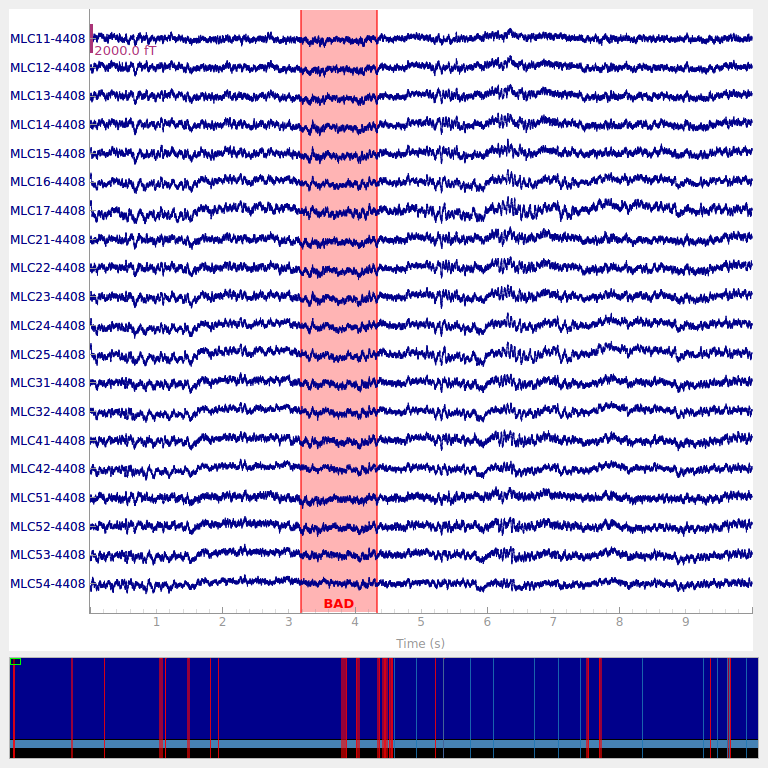 MLC11-4408
2000.0 fT
MLC12-4408
MLC13-4408
MLC14-4408
MLC15-4408
MLC16-4408
MLC17-4408
MLC21-4408
MLC22-4408
MLC23-4408
MLC24-4408
MLC25-4408
MLC31-4408
MLC32-4408
MLC41-4408
MLC42-4408
MLC51-4408
MLC52-4408
MLC53-4408
MLC54-4408
BAD
1 2 3 4 5 6 7 8 9
Time (s)